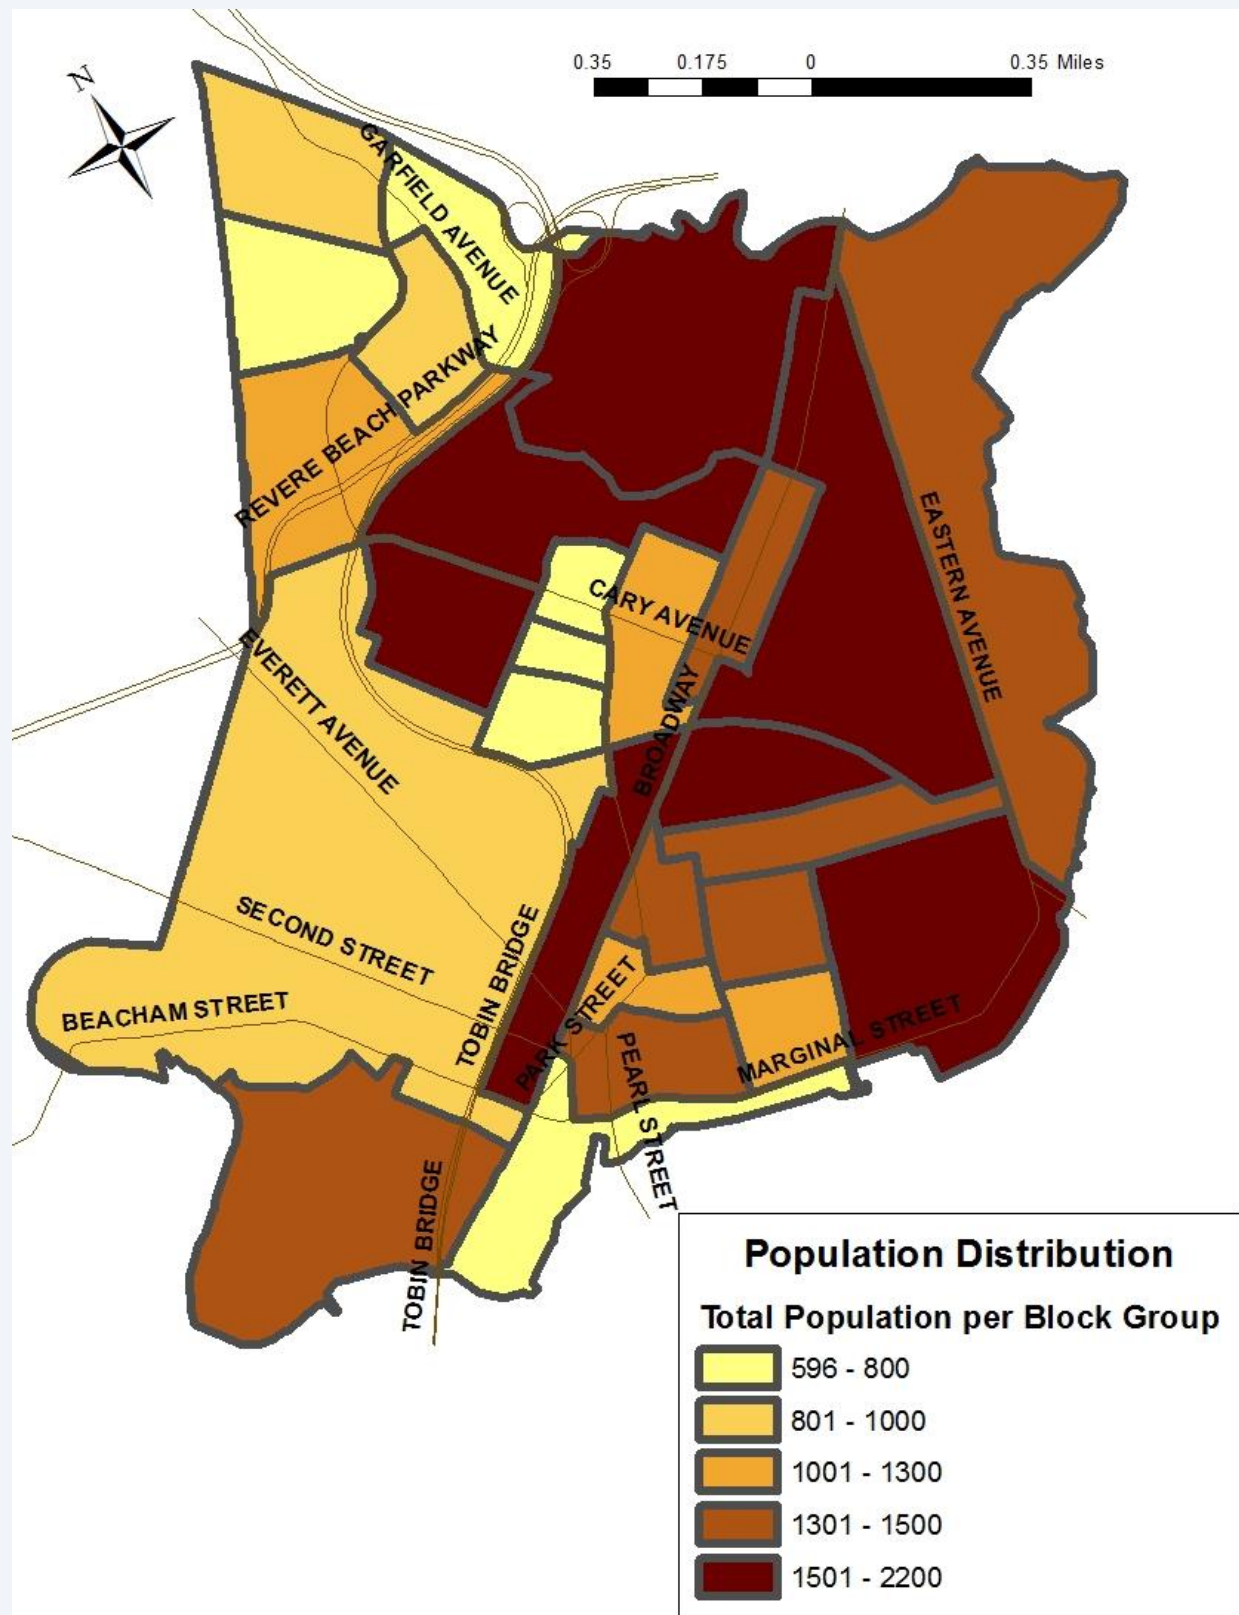 0.35 0.175 0 0.35 Miles
N
GARFIELD AVENUE
REVERE BEACH PARKWAY
EASTERN AVENUE
CARY AVENUE
EVERETT AVENUE
BROADWAY
SECOND STREET
TOBIN BRIDGE
BEACHAM STREET
PARK STREET
PEARL STREET
MARGINAL STREET
TOBIN BRIDGE
Population Distribution
Total Population per Block Group
596 - 800
801 - 1000
1001 - 1300
1301 - 1500
1501 - 2200